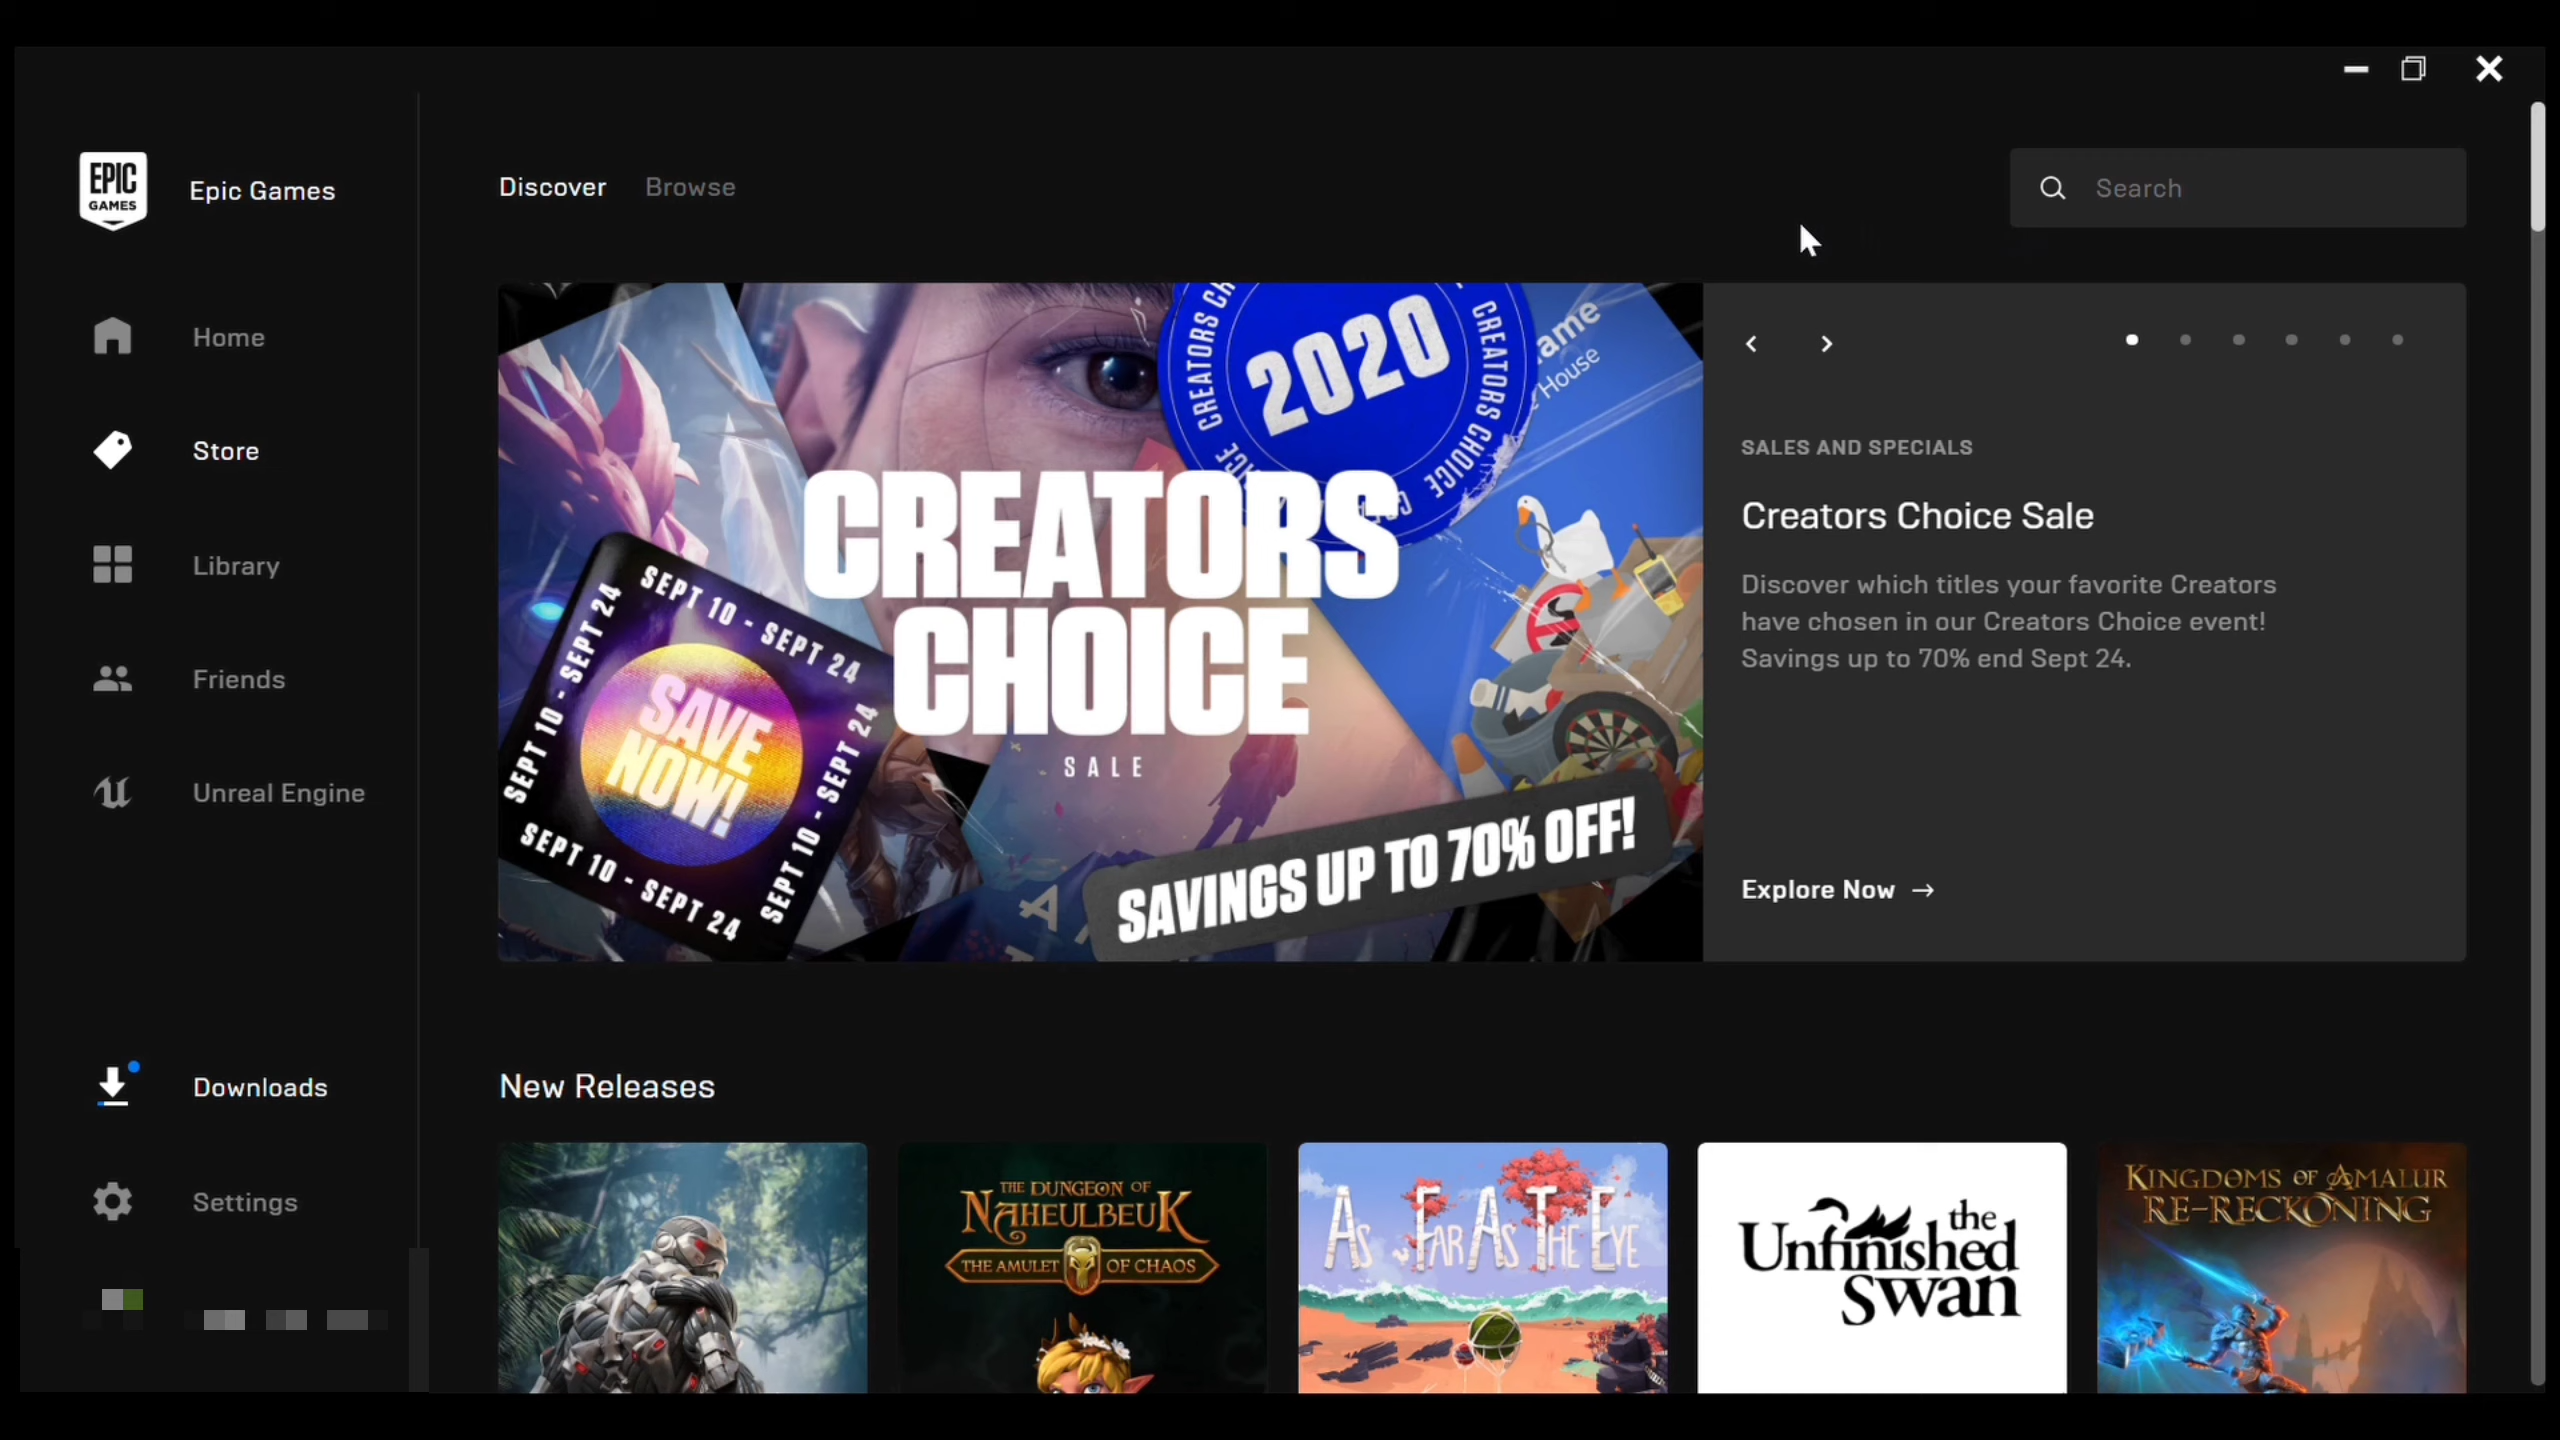 EPIC
GAMES
Epic Games
Home
Store
Library
Friends
Unreal Engine
Downloads
Settings
Discover
Browse
Search
CREATORS CHOICE
CREATORS CHOICE
2020
ame
House
CREATORS
CHOICE
SALE
SEPT 10 - SEPT 24
SEPT 10 - SEPT 24
SEPT 10 - SEPT 24
SEPT 10 - SEPT 24
SAVE
NOW!
SAVINGS UP TO 70% OFF!
SALES AND SPECIALS
Creators Choice Sale
Discover which titles your favorite Creators
have chosen in our Creators Choice event!
Savings up to 70% end Sept 24.
Explore Now →
New Releases
THE DUNGEON OF
NAHEULBEUK
THE AMULET OF CHAOS
AS FAR AS THE EYE
the
Unfinished
Swan
KINGDOMS OF AMALUR
RE-RECKONING